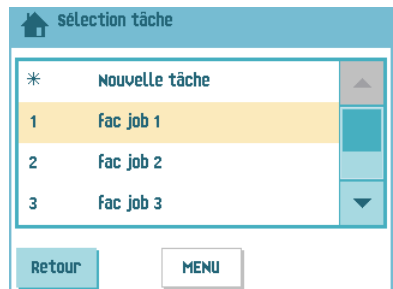 sélection tâche
* Nouvelle tâche
1 fac job 1
2 fac job 2
3 fac job 3
Retour MENU